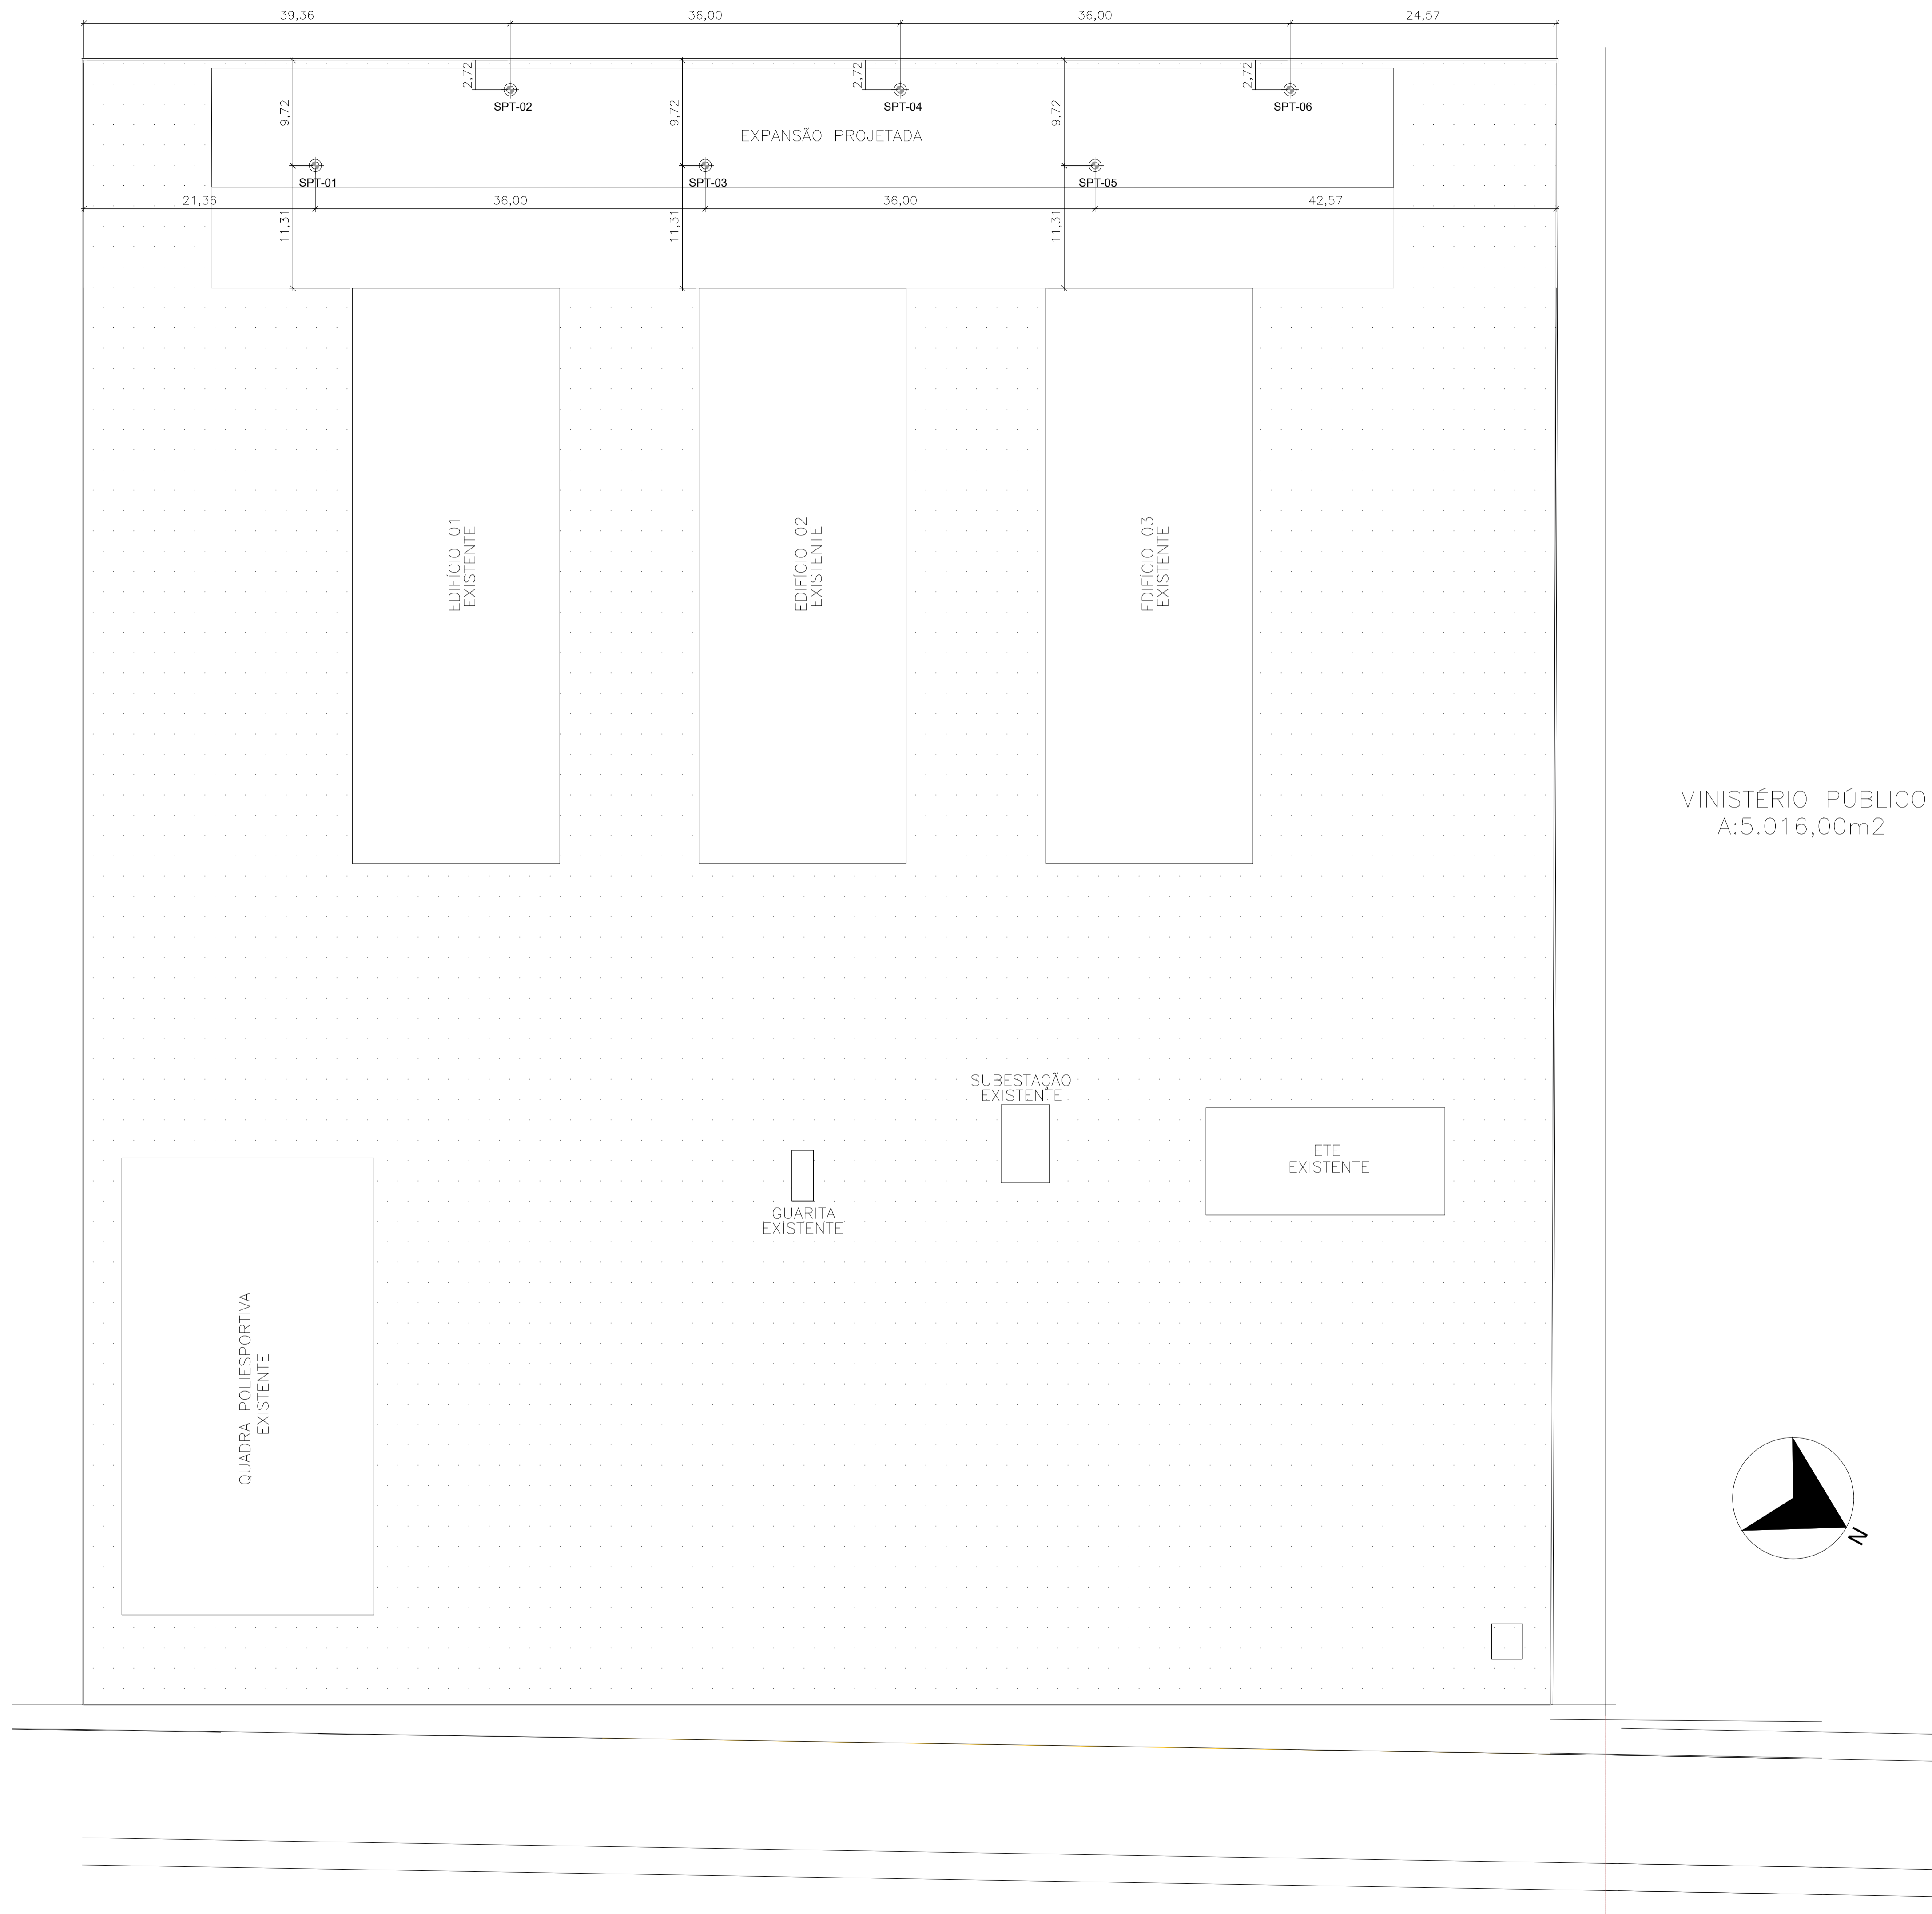 39,36
36,00
36,00
24,57
2,72
2,72
2,72
SPT-02
SPT-04
SPT-06
9,72
9,72
9,72
EXPANSÃO PROJETADA
SPT-01
SPT-03
SPT-05
21,36
36,00
36,00
42,57
11,31
11,31
11,31
EDIFÍCIO 01
EXISTENTE
EDIFÍCIO 02
EXISTENTE
EDIFÍCIO 03
EXISTENTE
MINISTÉRIO PÚBLICO
A:5.016,00m2
SUBESTAÇÃO
EXISTENTE
ETE
EXISTENTE
GUARITA
EXISTENTE
QUADRA POLIESPORTIVA
EXISTENTE
N